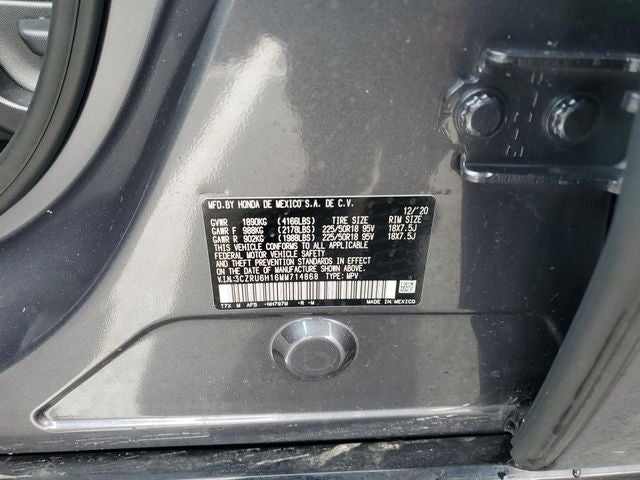 MFD.BY HONDA DE MEXICO S.A. DE C.V. 12/'20
GVWR 1890KG (4166LBS) TIRE SIZE RIM SIZE
GAWR F 988KG (2178LBS) 225/50R18 95V 18X7.5J
GAWR R 902KG (1988LBS) 225/50R18 95V 18X7.5J
THIS VEHICLE CONFORMS TO ALL APPLICABLE
FEDERAL MOTOR VEHICLE SAFETY AND THEFT
PREVENTION STANDARDS IN EFFECT ON THE DATE
OF MANUFACTURE SHOWN ABOVE.
V.I.N.:3CZRU6H16MM714868 TYPE: MPV
T7X M AF5 -NH797M -R -M MADE IN MEXICO